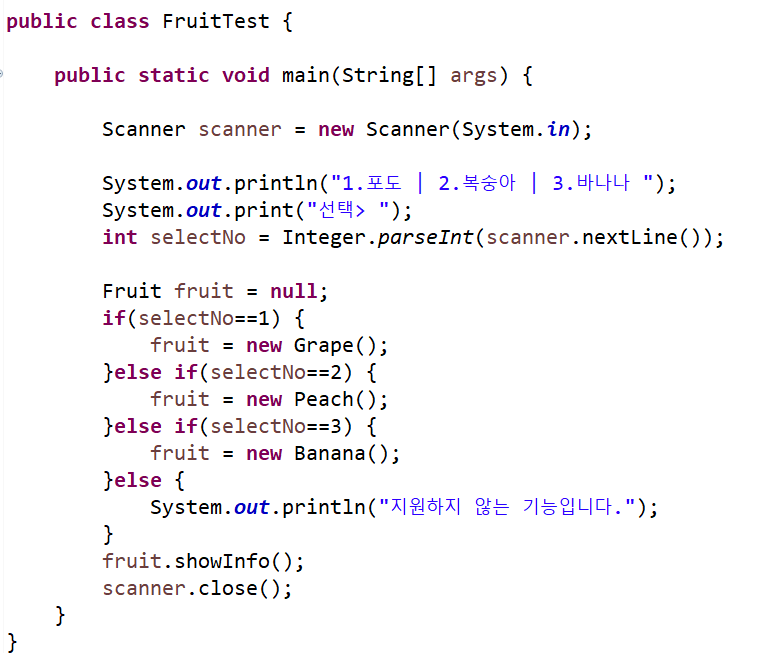 public class FruitTest {
public static void main(String[] args) {
Scanner scanner = new Scanner(System.in);
System.out.println("1.포도 | 2.복숭아 | 3.바나나 ");
System.out.print("선택> ");
int selectNo = Integer.parseInt(scanner.nextLine());
Fruit fruit = null;
if(selectNo==1) {
fruit = new Grape();
}else if(selectNo==2) {
fruit = new Peach();
}else if(selectNo==3) {
fruit = new Banana();
}else {
System.out.println("지원하지 않는 기능입니다.");
}
fruit.showInfo();
scanner.close();
}
}